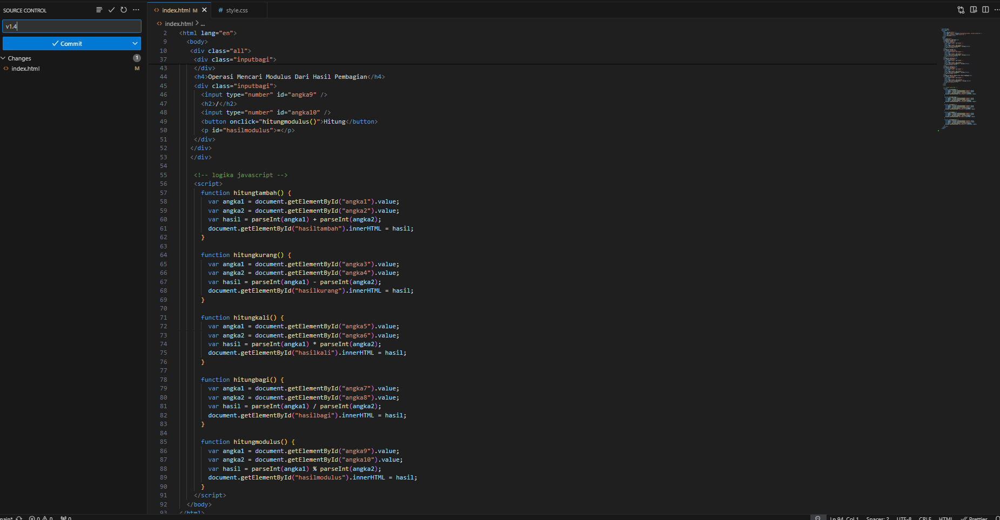 SOURCE CONTROL
v1.4
Commit
Changes 1
index.html M
index.html M
# style.css
index.html > ...
2 <html lang="en">
9 <body>
10 <div class="all">
37 <div class="inputbagi">
43 </div>
44 <h4>Operasi Mencari Modulus Dari Hasil Pembagian</h4>
45 <div class="inputbagi">
46 <input type="number" id="angka9" />
47 <h2>/</h2>
48 <input type="number" id="angka10" />
49 <button onclick="hitungmodulus()">Hitung</button>
50 <p id="hasilmodulus">=</p>
51 </div>
52 </div>
53 </div>
54
55 <!-- logika javascript -->
56 <script>
57 function hitungtambah() {
58 var angka1 = document.getElementById("angka1").value;
59 var angka2 = document.getElementById("angka2").value;
60 var hasil = parseInt(angka1) + parseInt(angka2);
61 document.getElementById("hasiltambah").innerHTML = hasil;
62 }
63
64 function hitungkurang() {
65 var angka1 = document.getElementById("angka3").value;
66 var angka2 = document.getElementById("angka4").value;
67 var hasil = parseInt(angka1) - parseInt(angka2);
68 document.getElementById("hasilkurang").innerHTML = hasil;
69 }
70
71 function hitungkali() {
72 var angka1 = document.getElementById("angka5").value;
73 var angka2 = document.getElementById("angka6").value;
74 var hasil = parseInt(angka1) * parseInt(angka2);
75 document.getElementById("hasilkali").innerHTML = hasil;
76 }
77
78 function hitungbagi() {
79 var angka1 = document.getElementById("angka7").value;
80 var angka2 = document.getElementById("angka8").value;
81 var hasil = parseInt(angka1) / parseInt(angka2);
82 document.getElementById("hasilbagi").innerHTML = hasil;
83 }
84
85 function hitungmodulus() {
86 var angka1 = document.getElementById("angka9").value;
87 var angka2 = document.getElementById("angka10").value;
88 var hasil = parseInt(angka1) % parseInt(angka2);
89 document.getElementById("hasilmodulus").innerHTML = hasil;
90 }
91 </script>
92 </body>
93 </html>
main* 0 0 0 Ln 94, Col 1 Spaces: 2 UTF-8 CRLF HTML Prettier